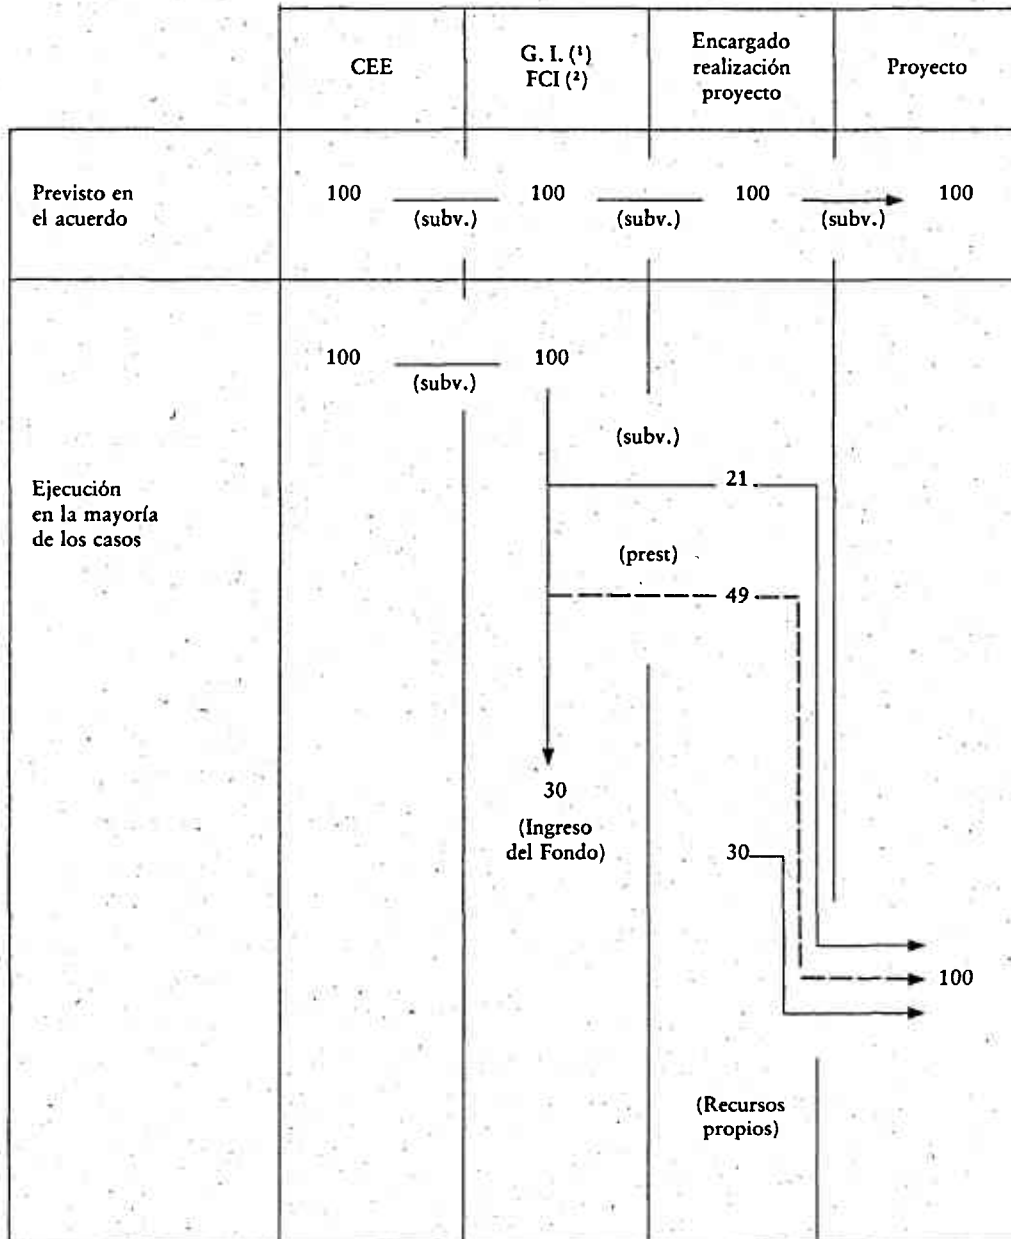 CEE
G. I. (¹)
FCI (²)
Encargado
realización
proyecto
Proyecto
Previsto en
el acuerdo
100
(subv.)
100
(subv.)
100
(subv.)
100
Ejecución
en la mayoría
de los casos
100
(subv.)
100
(subv.)
21
(prest)
49
30
(Ingreso
del Fondo)
30
100
(Recursos
propios)